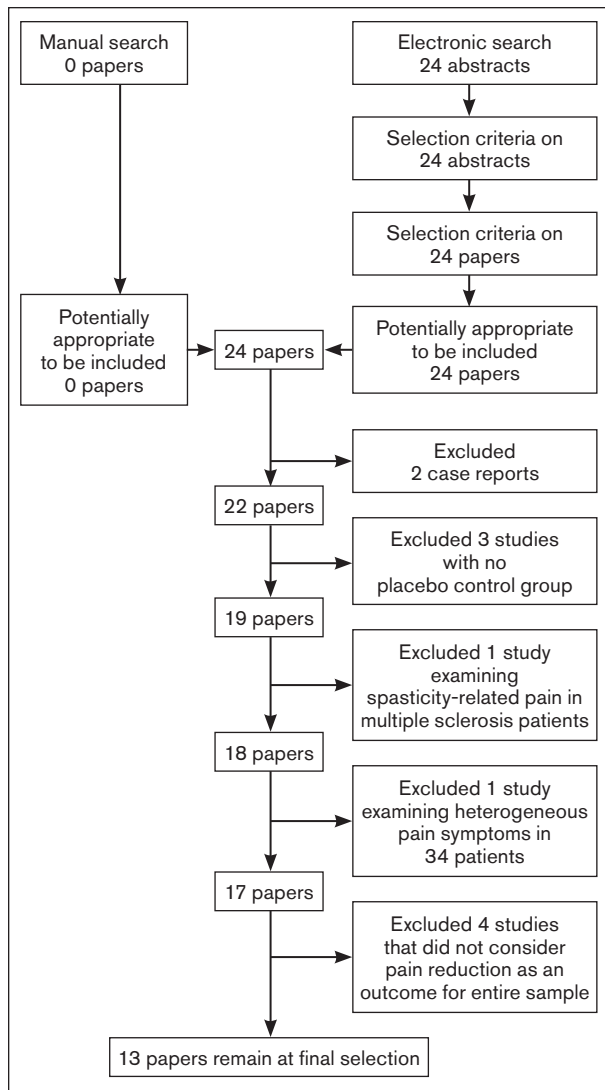 Manual search
0 papers
Electronic search
24 abstracts
Selection criteria on
24 abstracts
Selection criteria on
24 papers
Potentially
appropriate
to be included
0 papers
24 papers
Potentially appropriate
to be included
24 papers
Excluded
2 case reports
22 papers
Excluded 3 studies
with no
placebo control group
19 papers
Excluded 1 study
examining
spasticity-related pain in
multiple sclerosis patients
18 papers
Excluded 1 study
examining heterogeneous
pain symptoms in
34 patients
17 papers
Excluded 4 studies
that did not consider
pain reduction as an
outcome for entire sample
13 papers remain at final selection